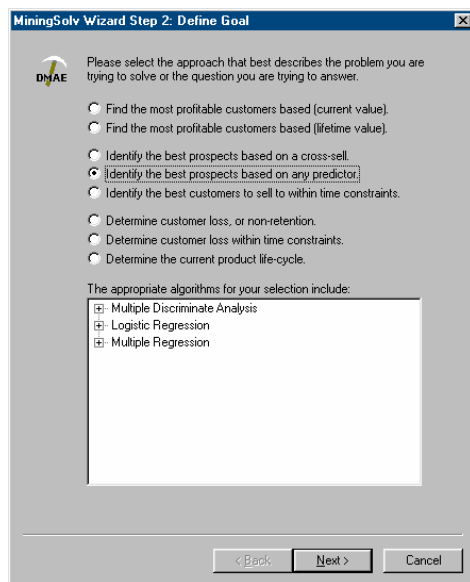 MiningSolv Wizard Step 2: Define Goal
DMAE
Please select the approach that best describes the problem you are
trying to solve or the question you are trying to answer.
Find the most profitable customers based (current value).
Find the most profitable customers based (lifetime value).
Identify the best prospects based on a cross-sell.
Identify the best prospects based on any predictor.
Identify the best customers to sell to within time constraints.
Determine customer loss, or non-retention.
Determine customer loss within time constraints.
Determine the current product life-cycle.
The appropriate algorithms for your selection include:
Multiple Discriminate Analysis
Logistic Regression
Multiple Regression
< Back
Next >
Cancel